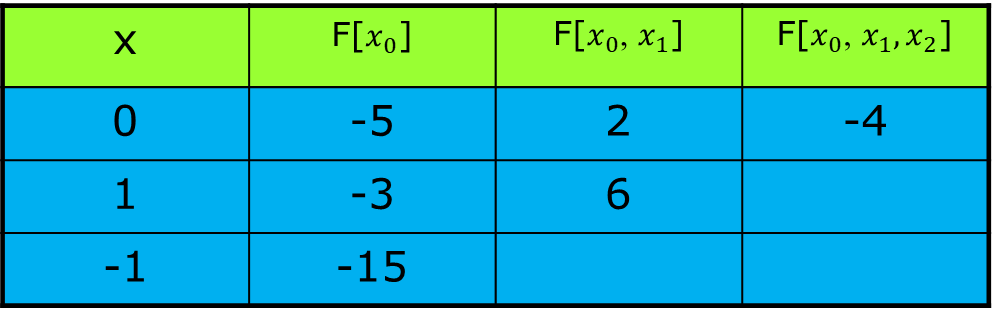 x F[x₀] F[x₀, x₁] F[x₀, x₁, x₂]
0 -5 2 -4
1 -3 6
-1 -15